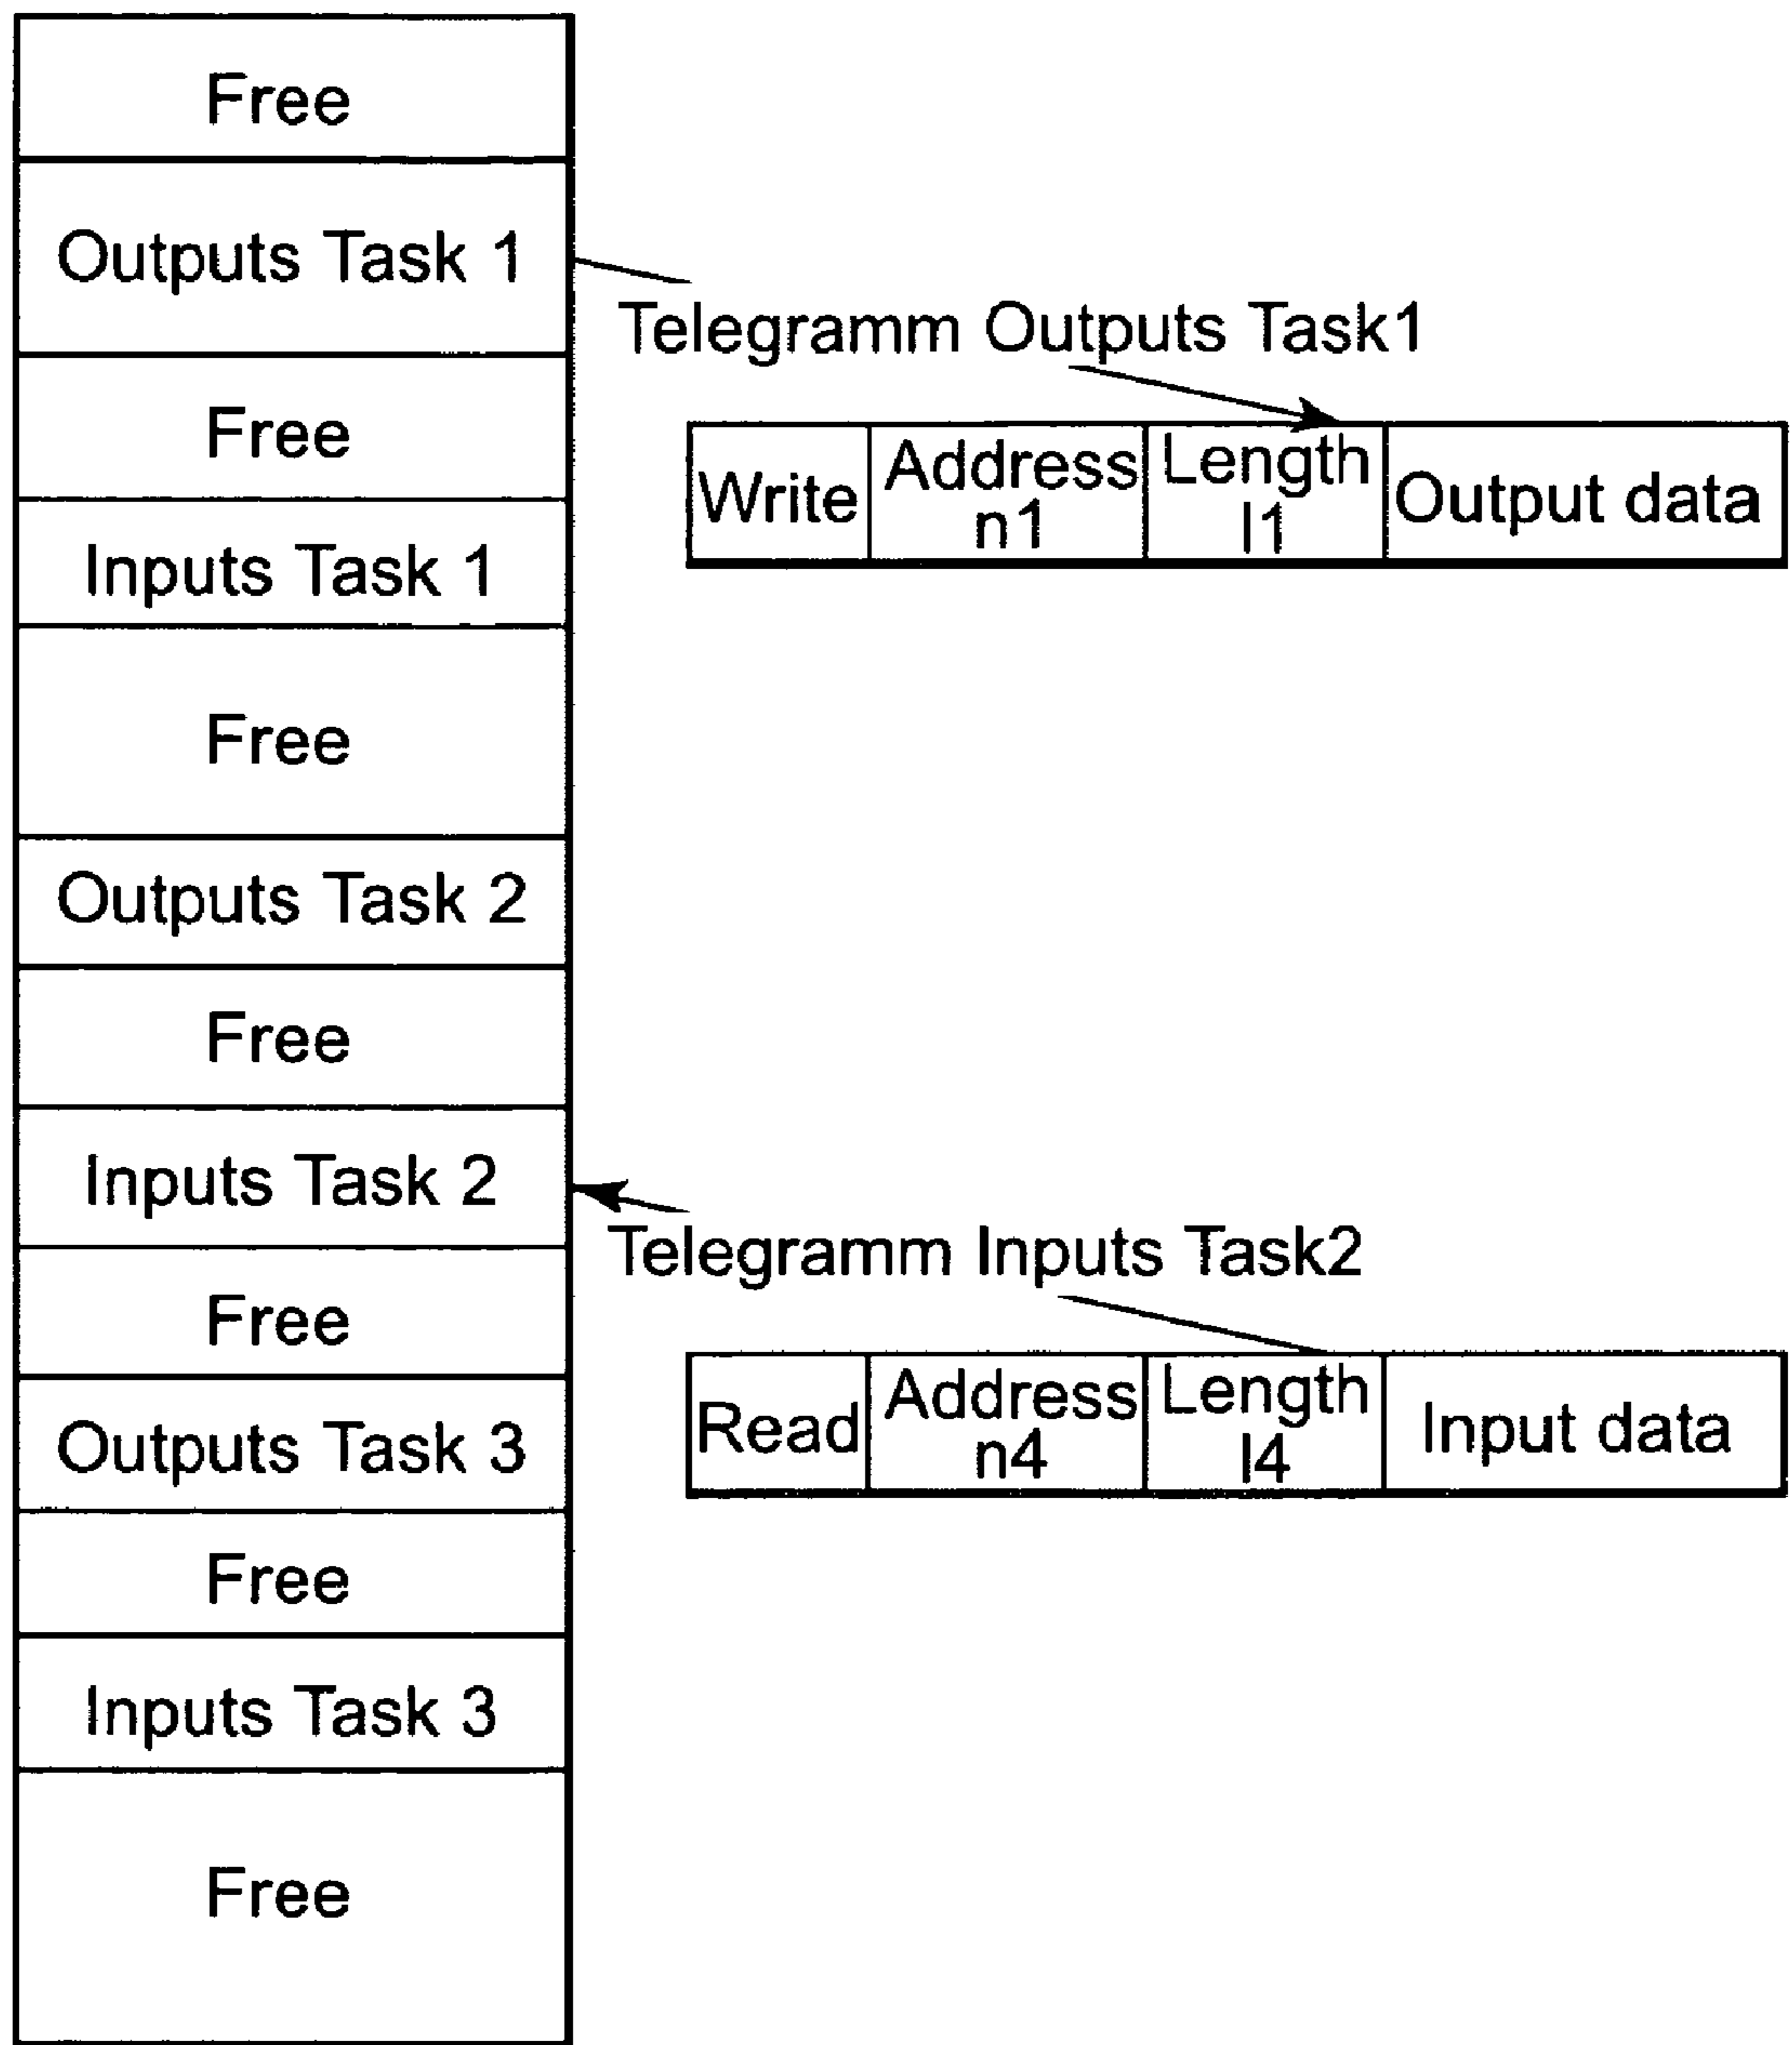 Free
Outputs Task 1
Free
Inputs Task 1
Free
Outputs Task 2
Free
Inputs Task 2
Free
Outputs Task 3
Free
Inputs Task 3
Free
Telegramm Outputs Task1
Write
Address
n1
Length
l1
Output data
Telegramm Inputs Task2
Read
Address
n4
Length
l4
Input data